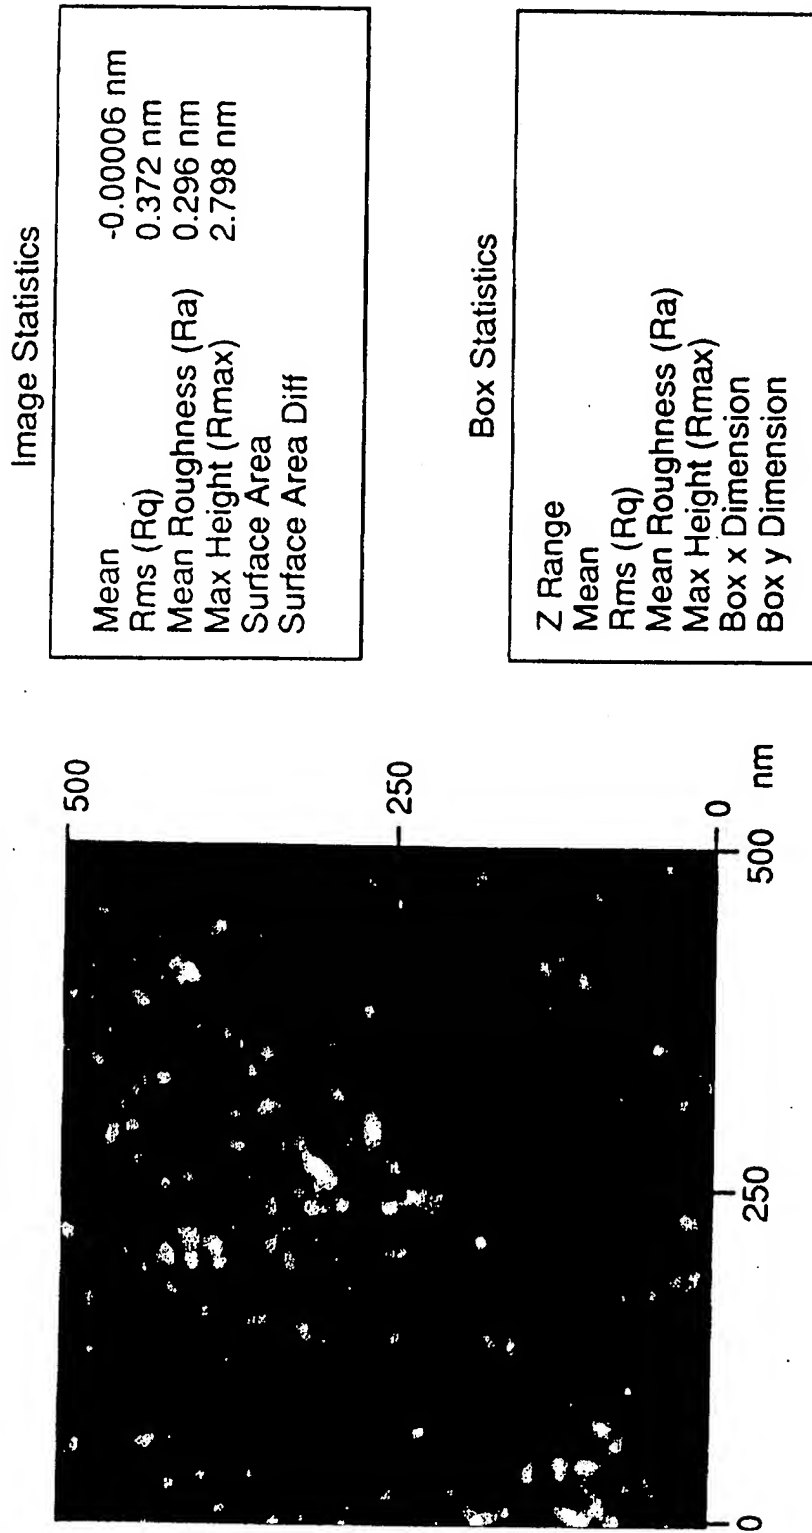 Image Statistics
Mean -0.00006 nm
Rms (Rq) 0.372 nm
Mean Roughness (Ra) 0.296 nm
Max Height (Rmax) 2.798 nm
Surface Area
Surface Area Diff
Box Statistics
Z Range
Mean
Rms (Rq)
Mean Roughness (Ra)
Max Height (Rmax)
Box x Dimension
Box y Dimension
500
250
0
0 250 500 nm